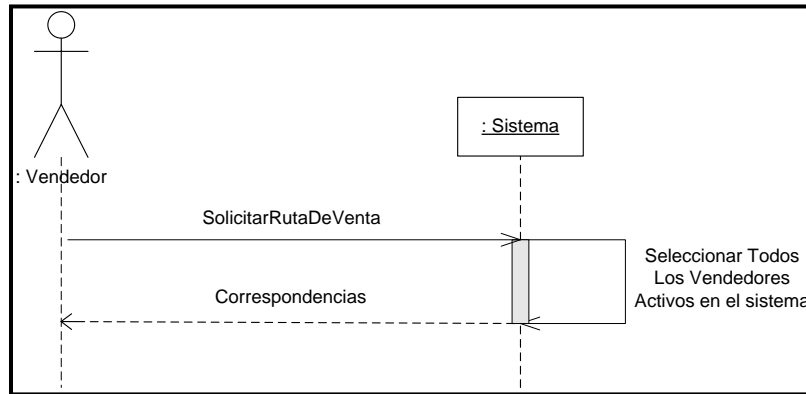 : Sistema
: Vendedor
SolicitarRutaDeVenta
Seleccionar Todos
Los Vendedores
Activos en el sistema
Correspondencias